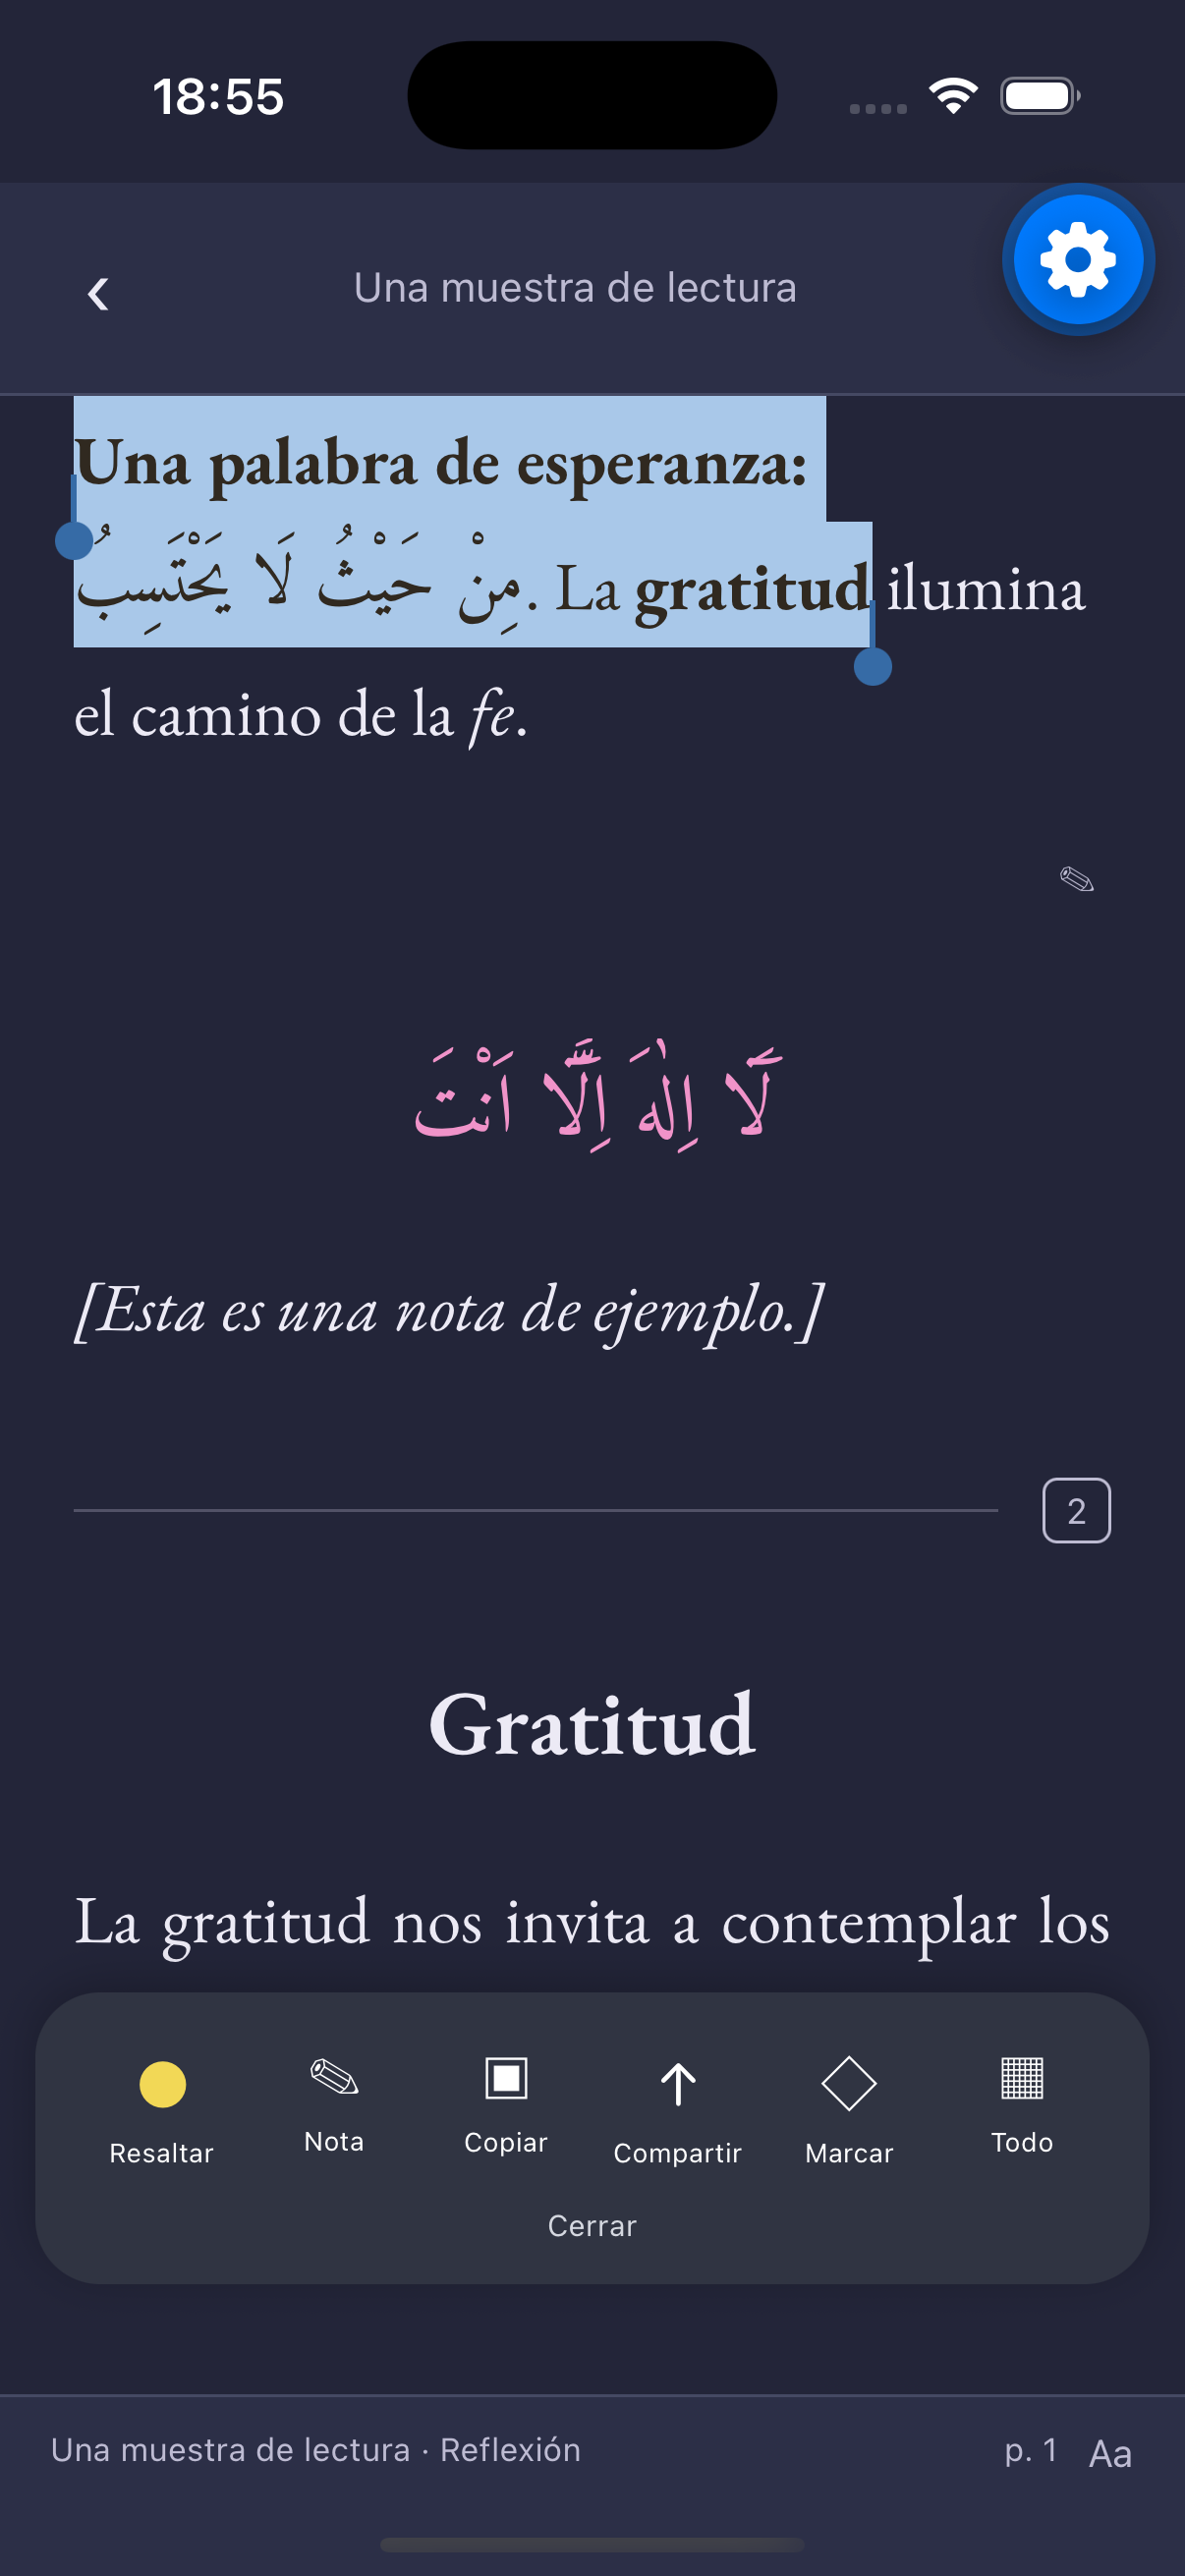 18:55
‹ Una muestra de lectura
Una palabra de esperanza:
مِنْ حَيْثُ لَا يَحْتَسِبُ. La gratitud ilumina
el camino de la fe.
لَٓا اِلٰهَ اِلَّٓا اَنْتَ
[Esta es una nota de ejemplo.]
2
Gratitud
La gratitud nos invita a contemplar los
Resaltar Nota Copiar Compartir Marcar Todo
Cerrar
Una muestra de lectura · Reflexión p. 1 Aa